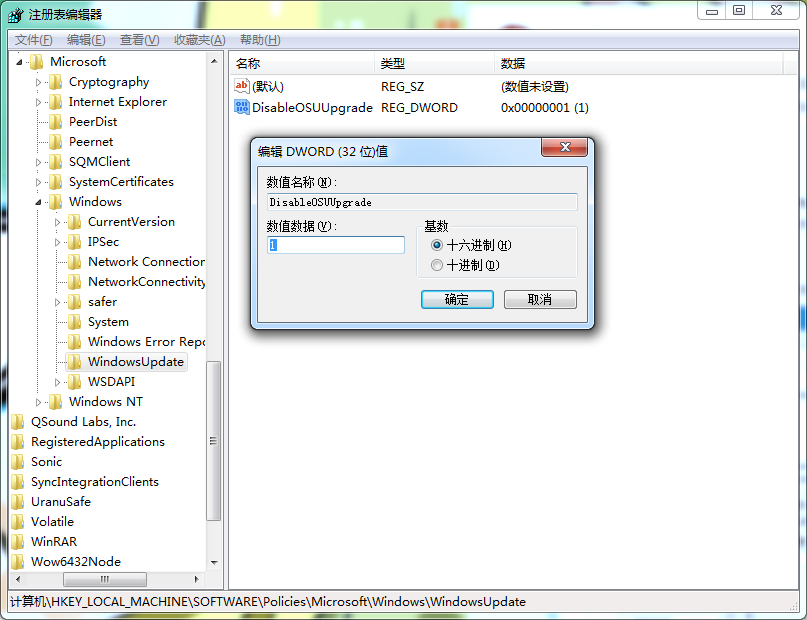 注册表编辑器
文件(F) 编辑(E) 查看(V) 收藏夹(A) 帮助(H)
Microsoft
Cryptography
Internet Explorer
PeerDist
Peernet
SQMClient
SystemCertificates
Windows
CurrentVersion
IPSec
Network Connection
NetworkConnectivity
safer
System
Windows Error Repo
WindowsUpdate
WSDAPI
Windows NT
QSound Labs, Inc.
RegisteredApplications
Sonic
SyncIntegrationClients
UranuSafe
Volatile
WinRAR
Wow6432Node
名称 类型 数据
(默认) REG_SZ (数值未设置)
DisableOSUUpgrade REG_DWORD 0x00000001 (1)
编辑 DWORD (32 位)值
数值名称(N):
DisableOSUUpgrade
数值数据(V):
1
基数
十六进制(H)
十进制(D)
确定 取消
计算机\HKEY_LOCAL_MACHINE\SOFTWARE\Policies\Microsoft\Windows\WindowsUpdate